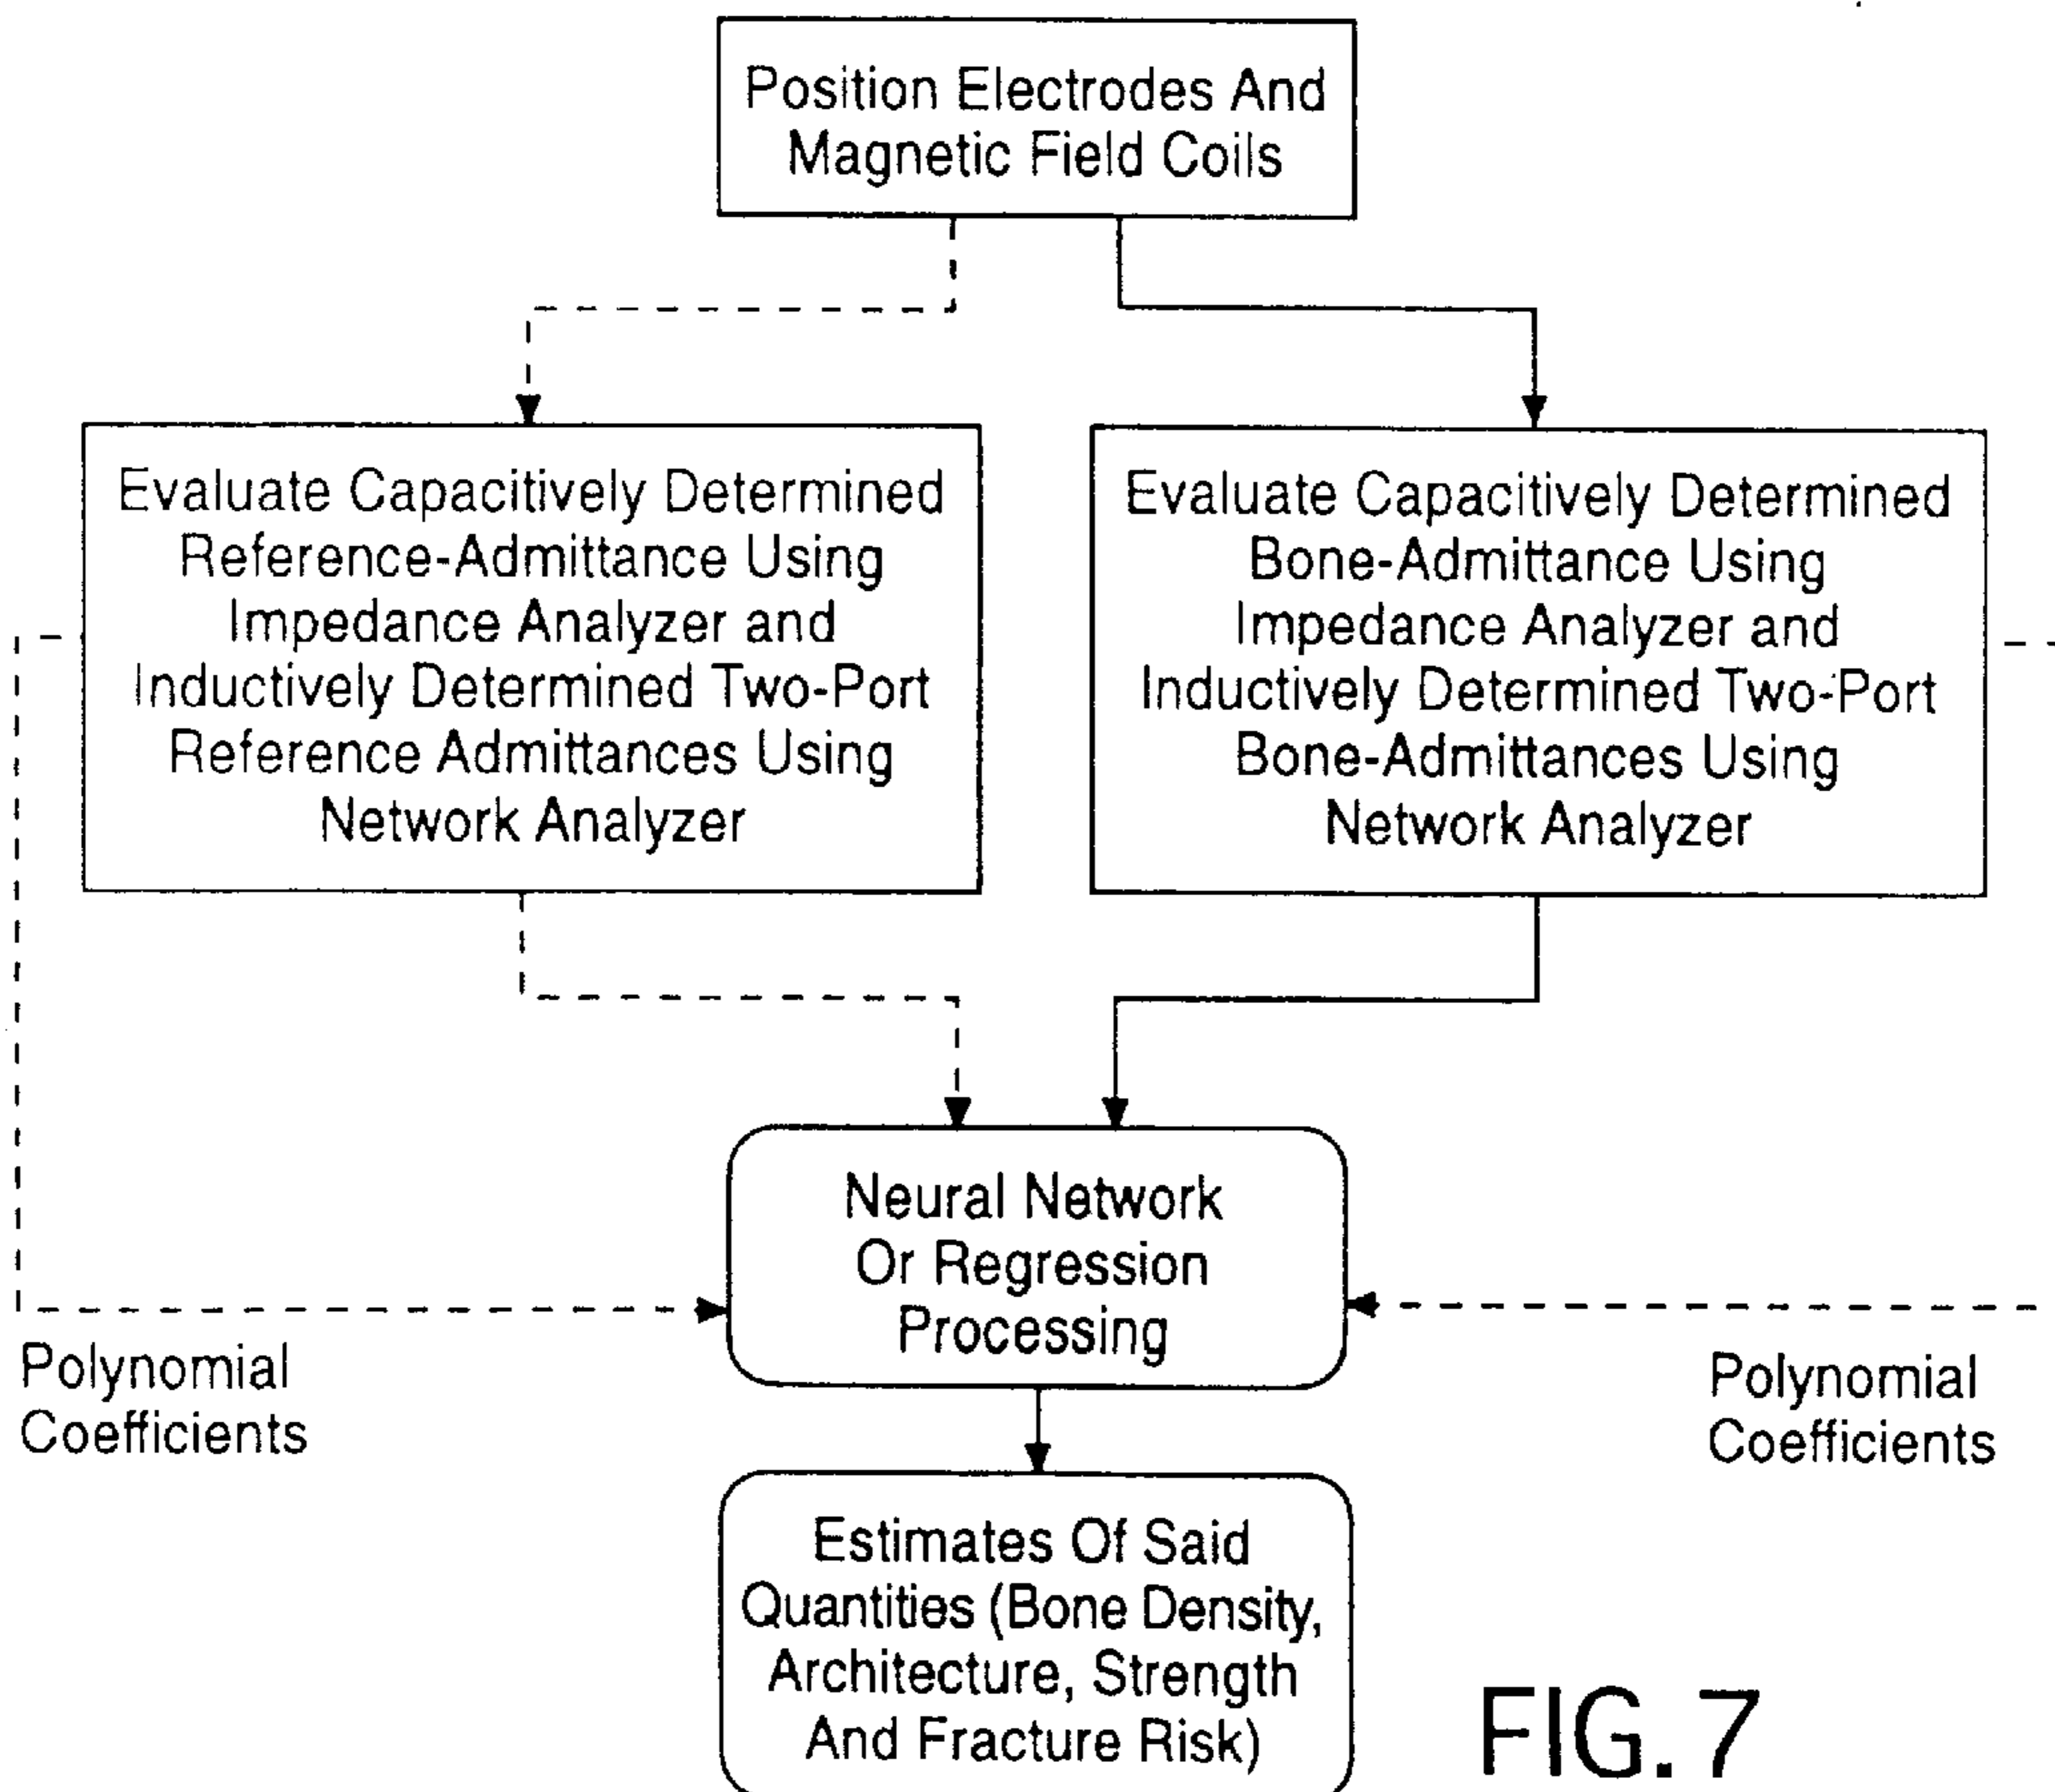 Position Electrodes And
Magnetic Field Coils
Evaluate Capacitively Determined
Reference-Admittance Using
Impedance Analyzer and
Inductively Determined Two-Port
Reference Admittances Using
Network Analyzer
Evaluate Capacitively Determined
Bone-Admittance Using
Impedance Analyzer and
Inductively Determined Two-Port
Bone-Admittances Using
Network Analyzer
Neural Network
Or Regression
Processing
Polynomial
Coefficients
Polynomial
Coefficients
Estimates Of Said
Quantities (Bone Density,
Architecture, Strength
And Fracture Risk)
FIG. 7